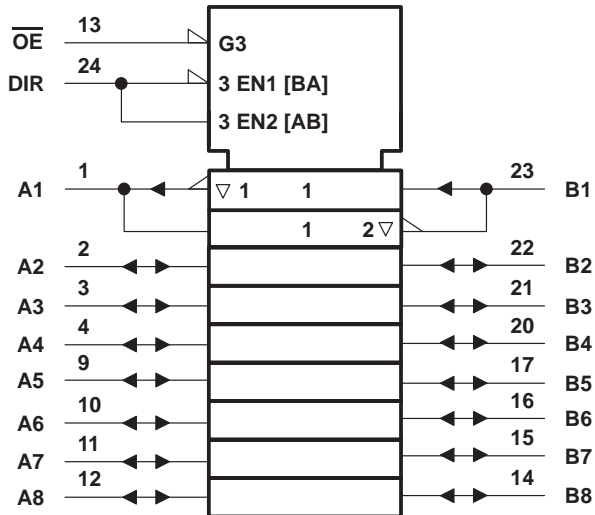 OE 13 G3
DIR 24 3 EN1 [BA]
3 EN2 [AB]
A1 1 ▽ 1 1 23 B1
1 2 ▽
A2 2 22 B2
A3 3 21 B3
A4 4 20 B4
A5 9 17 B5
A6 10 16 B6
A7 11 15 B7
A8 12 14 B8